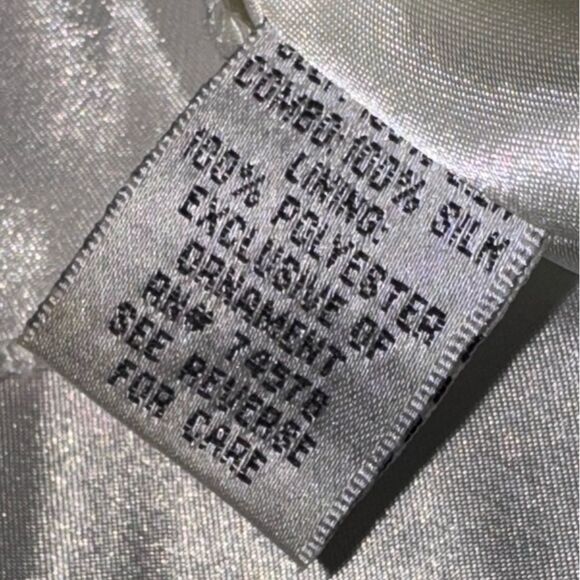 COMBO: 100% SILK
LINING:
100% POLYESTER
EXCLUSIVE OF
ORNAMENT
RN# 74578
SEE REVERSE
FOR CARE